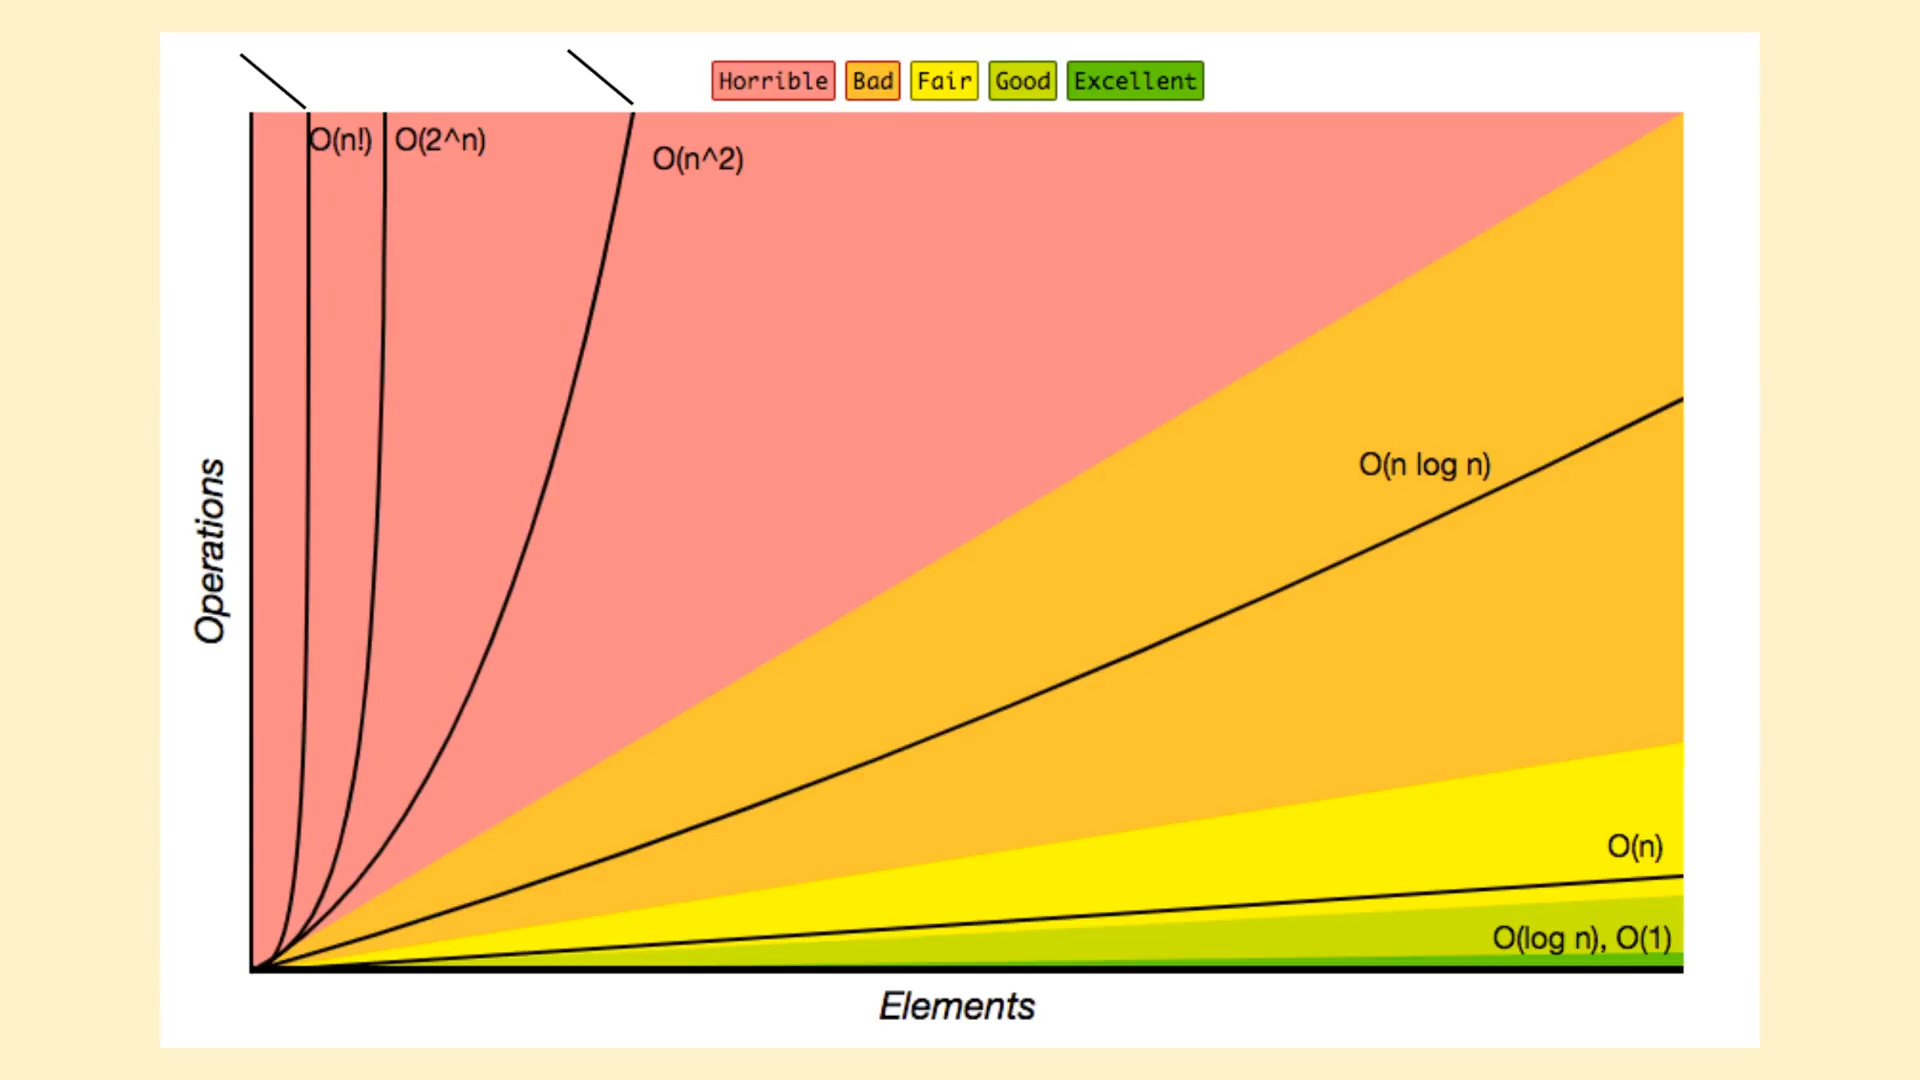 Horrible Bad Fair Good Excellent
O(n!) O(2^n)
O(n^2)
O(n log n)
Operations
O(n)
O(log n), O(1)
Elements